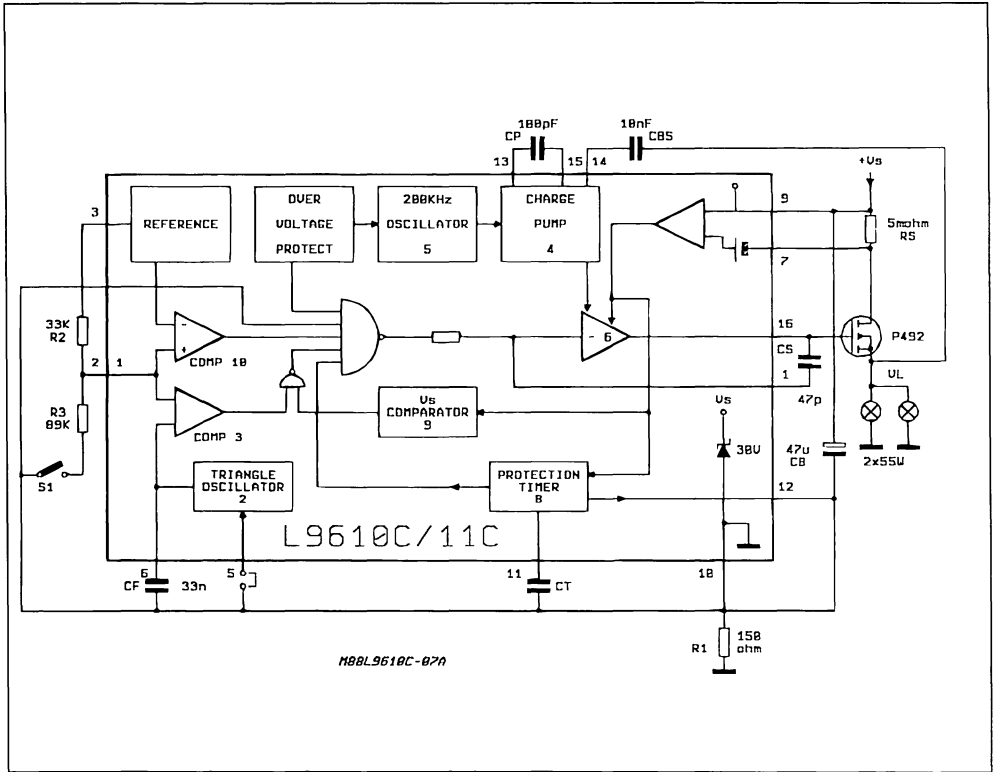 100pF
CP
10nF
CBS
13
15
14
+Vs
3
REFERENCE
OVER
VOLTAGE
PROTECT
200KHz
OSCILLATOR
5
CHARGE
PUMP
4
9
5mohm
RS
7
33K
R2
-
+
COMP 10
- 6
16
P492
2
1
CS
1
47p
VL
R3
89K
COMP 3
Vs
COMPARATOR
9
Vs
S1
TRIANGLE
OSCILLATOR
2
PROTECTION
TIMER
8
30V
47u
CB
2x55W
12
L9610C/11C
6
CF
33n
5
11
CT
10
R1
150
ohm
M88L9610C-07A